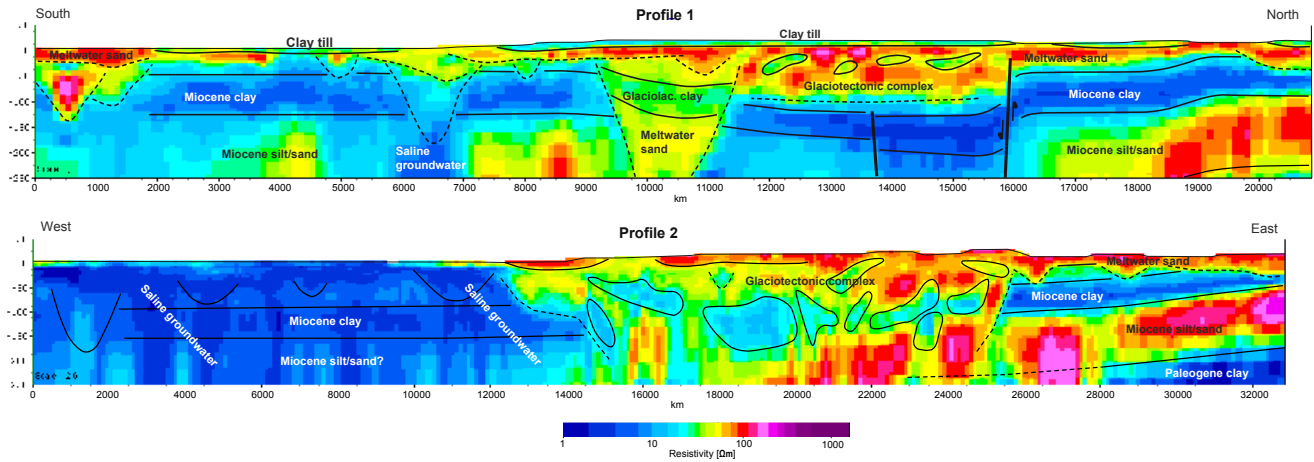 South
Profile 1
North
Clay till
Clay till
Meltwater sand
Meltwater sand
Miocene clay
Glaciolac. clay
Glaciotectonic complex
Miocene clay
Meltwater
sand
Miocene silt/sand
Saline
groundwater
Miocene silt/sand
0 1000 2000 3000 4000 5000 6000 7000 8000 9000 10000 11000 12000 13000 14000 15000 16000 17000 18000 19000 20000
km
West
Profile 2
East
Meltwater sand
Glaciotectonic complex
Saline groundwater
Saline groundwater
Miocene clay
Miocene clay
Miocene silt/sand
Miocene silt/sand?
Paleogene clay
0 2000 4000 6000 8000 10000 12000 14000 16000 18000 20000 22000 24000 26000 28000 30000 32000
km
1 10 100 1000
Resistivity [Ωm]